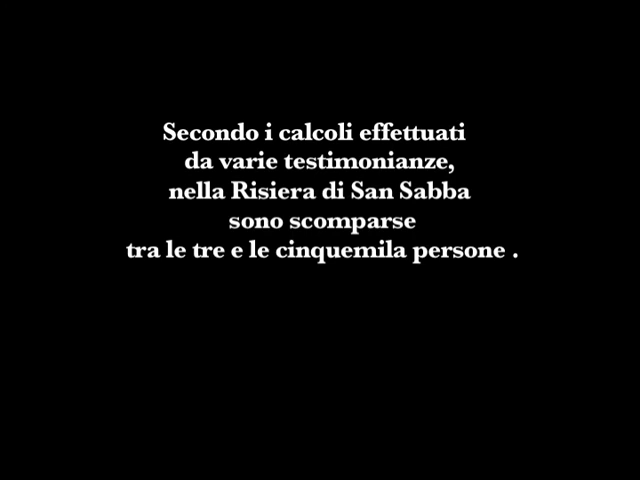 Secondo i calcoli effettuati
da varie testimonianze,
nella Risiera di San Sabba
sono scomparse
tra le tre e le cinquemila persone .